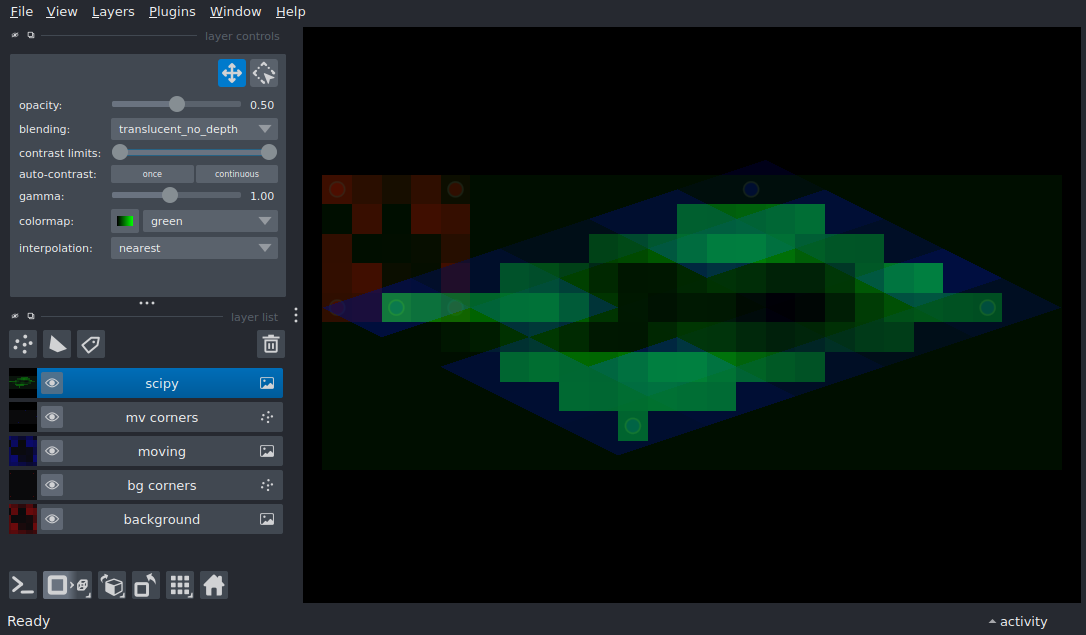 File View Layers Plugins Window Help
layer controls
opacity: 0.50
blending: translucent_no_depth
contrast limits:
auto-contrast: once continuous
gamma: 1.00
colormap: green
interpolation: nearest
layer list
scipy
mv corners
moving
bg corners
background
Ready activity